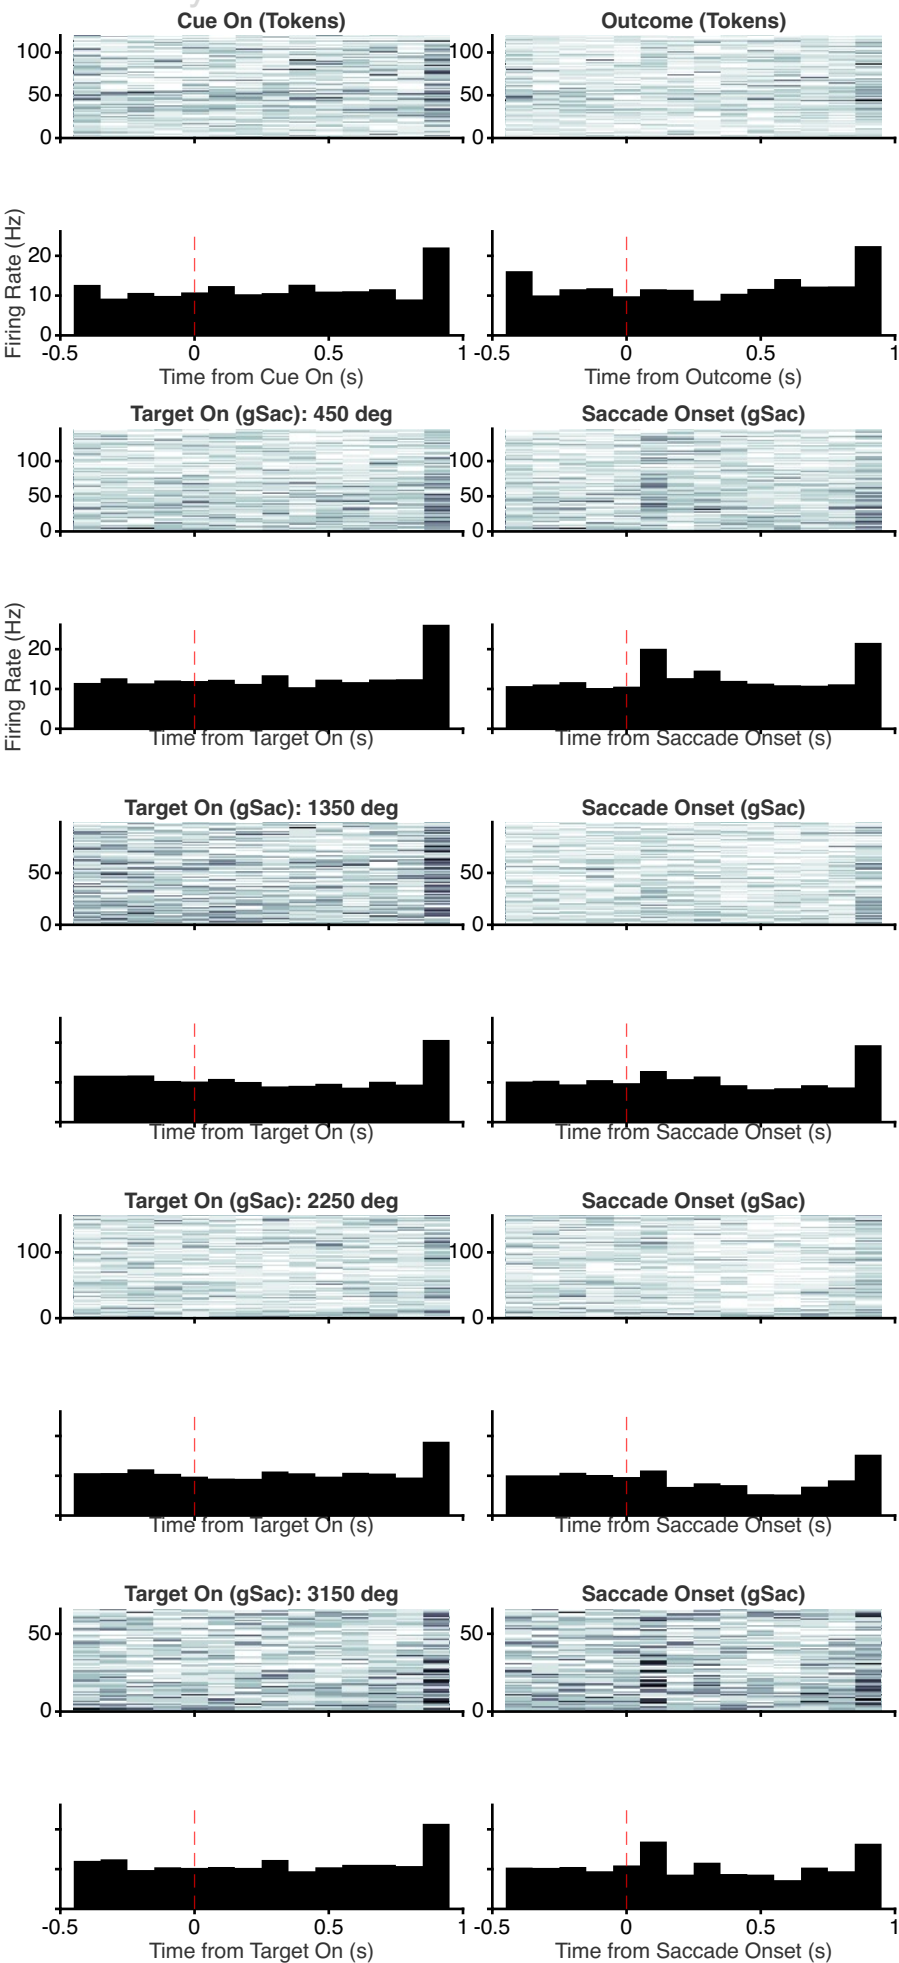 Cue On (Tokens) Outcome (Tokens)
100 100
50 50
0 0
Firing Rate (Hz)
20
10
0
-0.5 0 0.5 1 -0.5 0 0.5 1
Time from Cue On (s) Time from Outcome (s)
Target On (gSac): 450 deg Saccade Onset (gSac)
100 100
50 50
0 0
Firing Rate (Hz)
20
10
0
Time from Target On (s) Time from Saccade Onset (s)
Target On (gSac): 1350 deg Saccade Onset (gSac)
50 50
0 0
Time from Target On (s) Time from Saccade Onset (s)
Target On (gSac): 2250 deg Saccade Onset (gSac)
100 100
0 0
Time from Target On (s) Time from Saccade Onset (s)
Target On (gSac): 3150 deg Saccade Onset (gSac)
50 50
0 0
-0.5 0 0.5 1 -0.5 0 0.5 1
Time from Target On (s) Time from Saccade Onset (s)